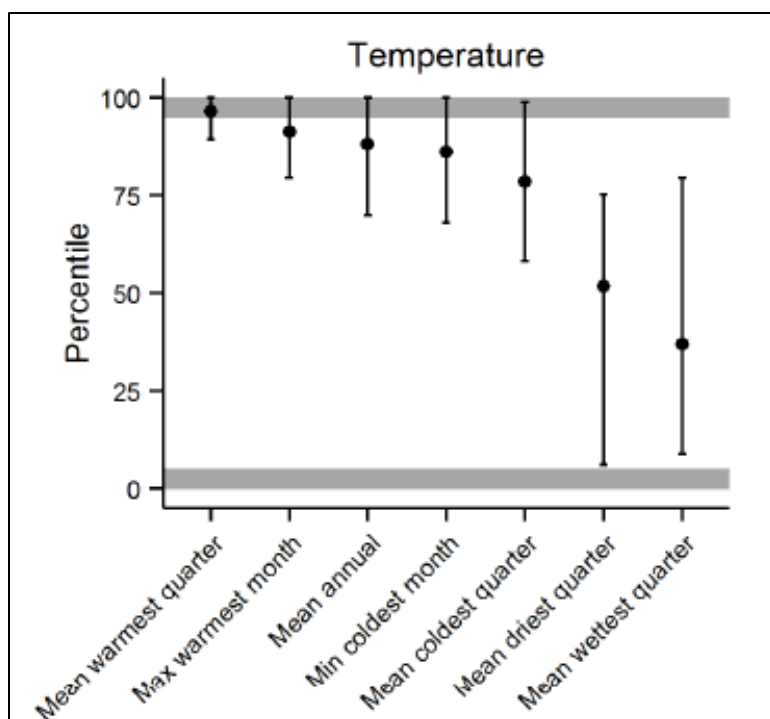 Temperature
Percentile
100
75
50
25
0
Mean warmest quarter
Max warmest month
Mean annual
Min coldest month
Mean coldest quarter
Mean driest quarter
Mean wettest quarter